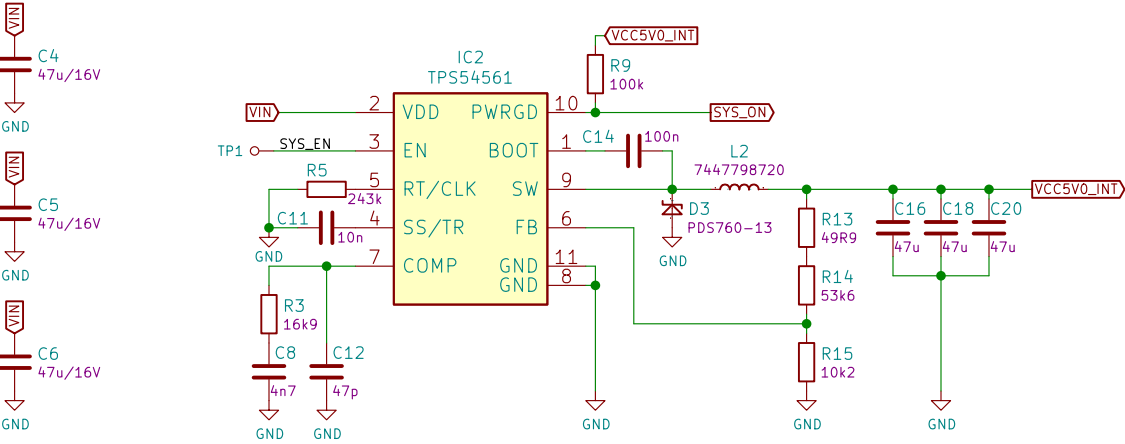 VIN
C4
47u/16V
GND
VIN
C5
47u/16V
GND
VIN
C6
47u/16V
GND
IC2
TPS54561
VIN
2
VDD
TP1
SYS_EN
3
EN
R5
243k
5
RT/CLK
C11
10n
4
SS/TR
GND
7
COMP
R3
16k9
C8
4n7
GND
C12
47p
GND
VCC5V0_INT
R9
100k
PWRGD
10
SYS_ON
BOOT
1
C14
100n
SW
9
L2
7447798720
VCC5V0_INT
D3
PDS760-13
GND
FB
6
GND
11
GND
8
GND
R13
49R9
R14
53k6
R15
10k2
GND
C16
47u
C18
47u
C20
47u
GND